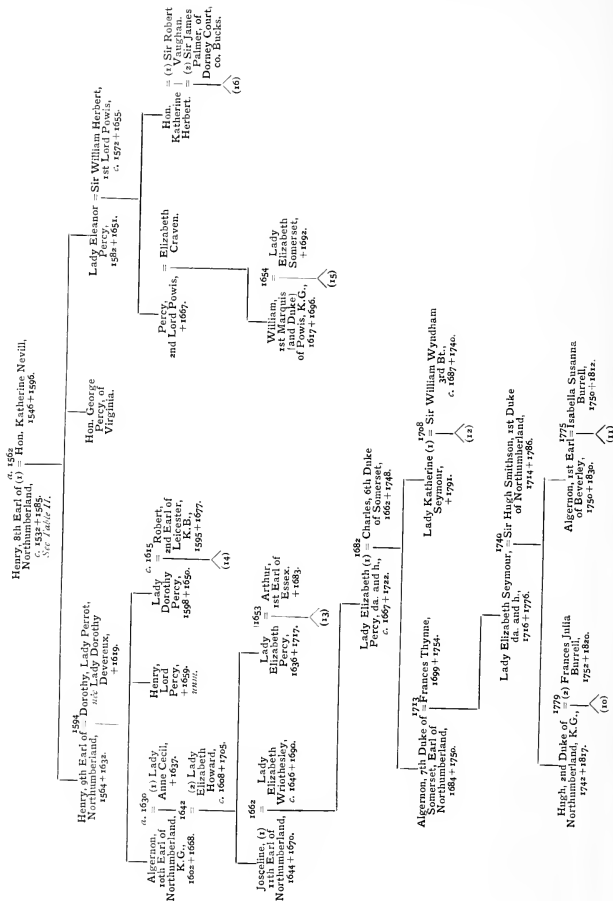 a. 1562
Henry, 8th Earl of (1) = Hon. Katherine Nevill,
Northumberland, 1546+1596.
c. 1532+1585.
See Table II.
1594
Henry, 9th Earl of = Dorothy, Lady Perrot,
Northumberland, née Lady Dorothy
1564+1632. Devereux,
+1619.
Hon. George
Percy, of
Virginia.
Lady Eleanor = Sir William Herbert,
Percy, 1st Lord Powis,
1582+1651. c. 1572+1655.
a. 1630
Algernon, = (1) Lady
10th Earl of Anne Cecil,
Northumberland, +1637.
K.G., 1642
1602+1668. = (2) Lady
Elizabeth
Howard,
c. 1608+1705.
Henry,
Lord
Percy,
+1659.
unm.
c. 1615
Lady = Robert,
Dorothy 2nd Earl of
Percy, Leicester,
1598+1650. K.B.,
1595+1677.
(14)
Percy, = Elizabeth
2nd Lord Powis, Craven.
+1667.
Hon. = (1) Sir Robert
Katherine Vaughan.
Herbert. = (2) Sir James
Palmer, of
Dorney Court,
co. Bucks.
(16)
1662
Josceline, (1) = Lady
11th Earl of Elizabeth
Northumberland, Wriothesley,
1644+1670. c. 1646+1690.
1653
Lady = Arthur,
Elizabeth 1st Earl of
Percy, Essex.
1636+1717. +1683.
(13)
1654
William, = Lady
1st Marquis Elizabeth
[and Duke] Somerset,
of Powis, K.G., +1692.
1617+1696.
(15)
1682
Lady Elizabeth (1) = Charles, 6th Duke
Percy, da. and h., of Somerset,
c. 1667+1722. 1662+1748.
1713
Algernon, 7th Duke of = Frances Thynne,
Somerset, Earl of 1699+1754.
Northumberland,
1684+1750.
1708
Lady Katherine (1) = Sir William Wyndham
Seymour, 3rd Bt.,
+1791. c. 1687+1740.
(12)
1740
Lady Elizabeth Seymour, = Sir Hugh Smithson, 1st Duke
da. and h., of Northumberland,
1716+1776. 1714+1786.
1779
Hugh, 2nd Duke of = (2) Frances Julia
Northumberland, K.G., Burrell,
1742+1817. 1752+1820.
(10)
1775
Algernon, 1st Earl = Isabella Susanna
of Beverley, Burrell,
1750+1830. 1750+1812.
(11)